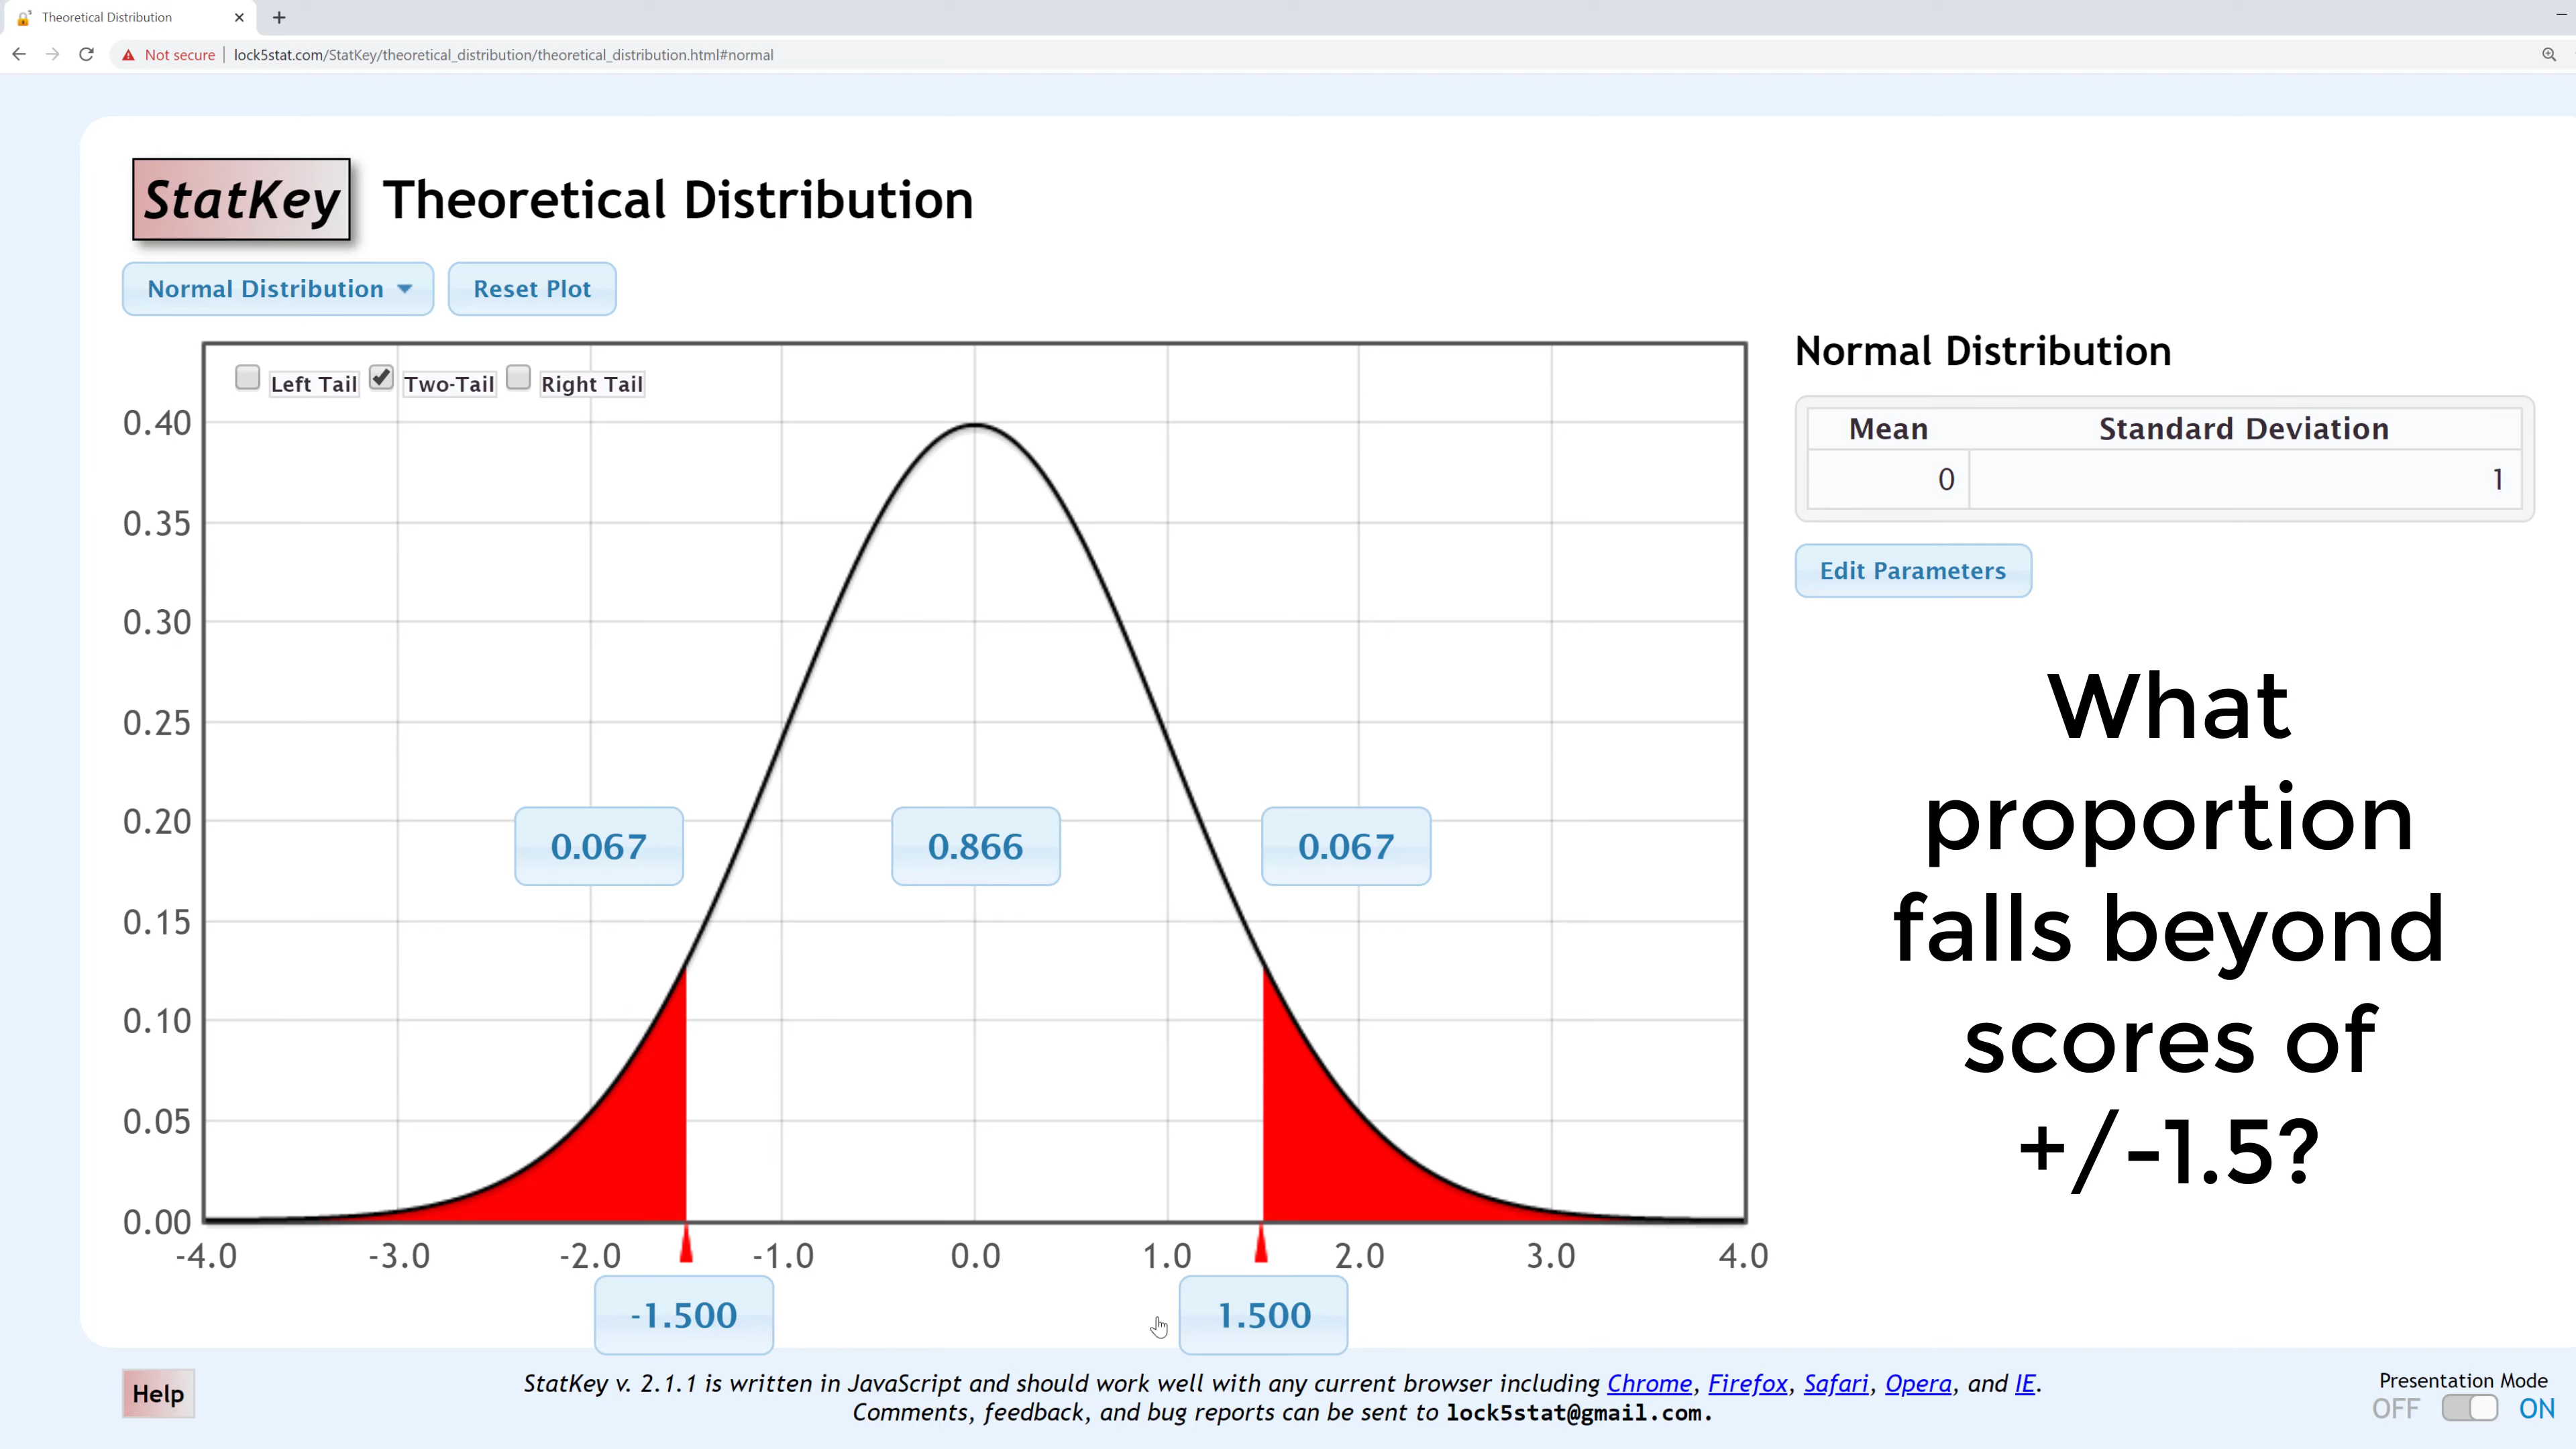 Theoretical Distribution
Not secure lock5stat.com/StatKey/theoretical_distribution/theoretical_distribution.html#normal
StatKey Theoretical Distribution
Normal Distribution Reset Plot
Left Tail Two-Tail Right Tail
0.40
0.35
0.30
0.25
0.20
0.15
0.10
0.05
0.00
0.067 0.866 0.067
-4.0 -3.0 -2.0 -1.0 0.0 1.0 2.0 3.0 4.0
-1.500 1.500
Normal Distribution
Mean Standard Deviation
0 1
Edit Parameters
What
proportion
falls beyond
scores of
+/-1.5?
Help
StatKey v. 2.1.1 is written in JavaScript and should work well with any current browser including Chrome, Firefox, Safari, Opera, and IE.
Comments, feedback, and bug reports can be sent to lock5stat@gmail.com.
Presentation Mode
OFF ON